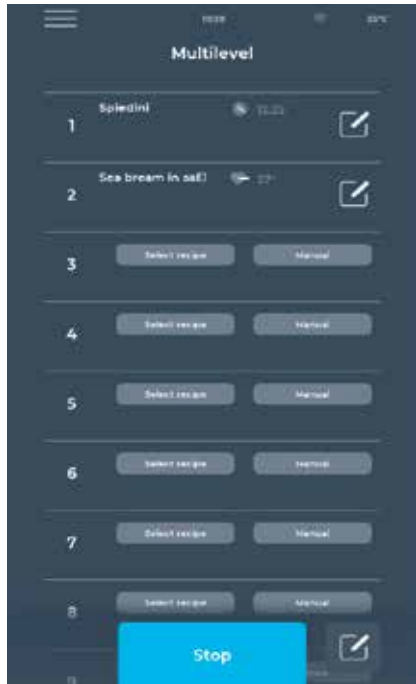 Multilevel
Spiedini
1
Sea bream in salt
2
Select recipe Manual
3
Select recipe Manual
4
Select recipe Manual
5
Select recipe Manual
6
Select recipe Manual
7
Select recipe Manual
8
Stop
9